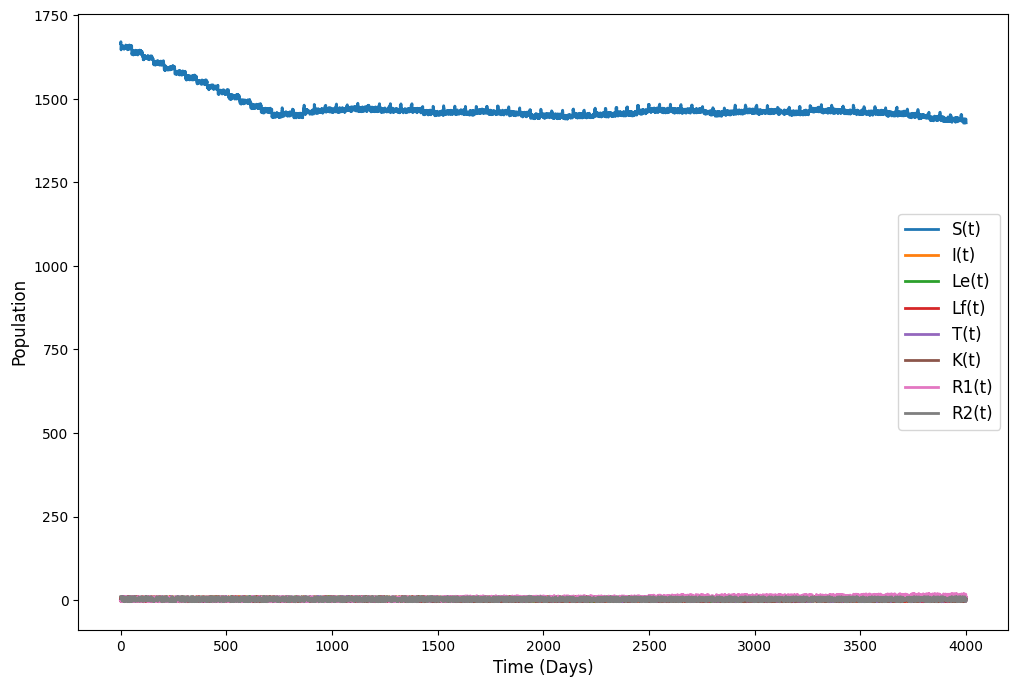 1750
1500
1250
1000
750
500
250
0
Population
0 500 1000 1500 2000 2500 3000 3500 4000
Time (Days)
S(t)
I(t)
Le(t)
Lf(t)
T(t)
K(t)
R1(t)
R2(t)